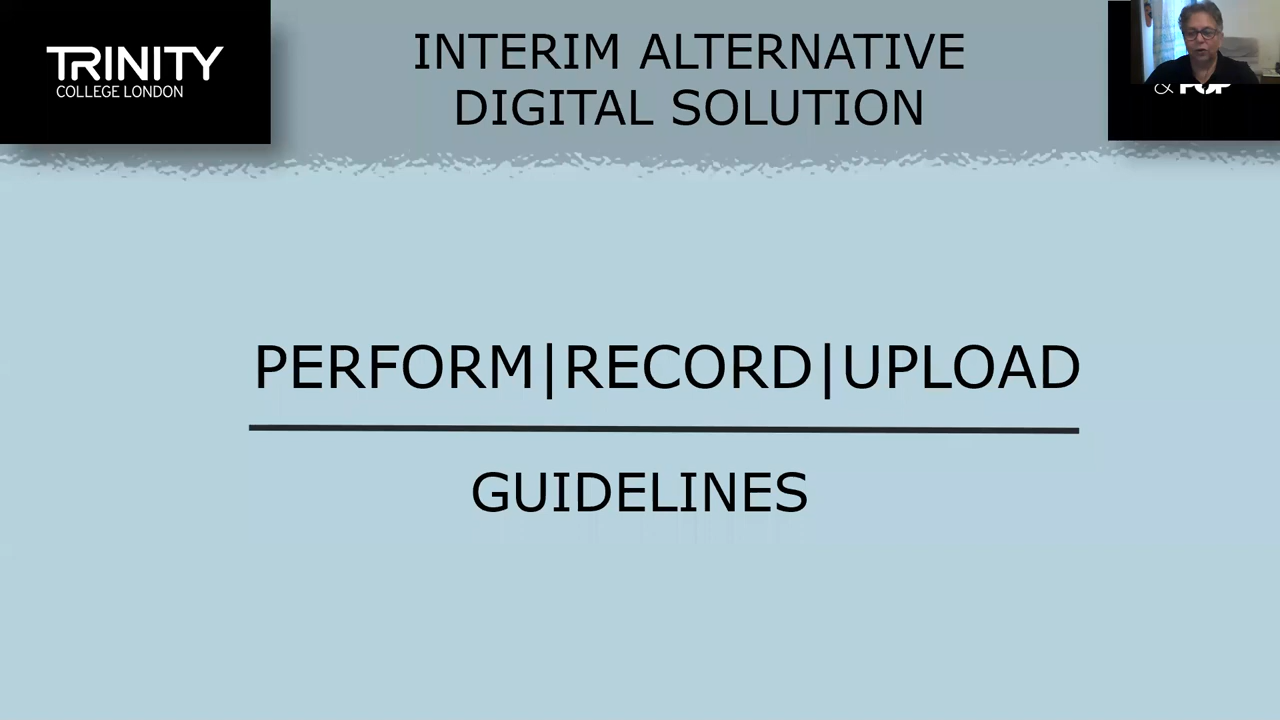 TRINITY
COLLEGE LONDON
INTERIM ALTERNATIVE
DIGITAL SOLUTION
PERFORM|RECORD|UPLOAD
GUIDELINES